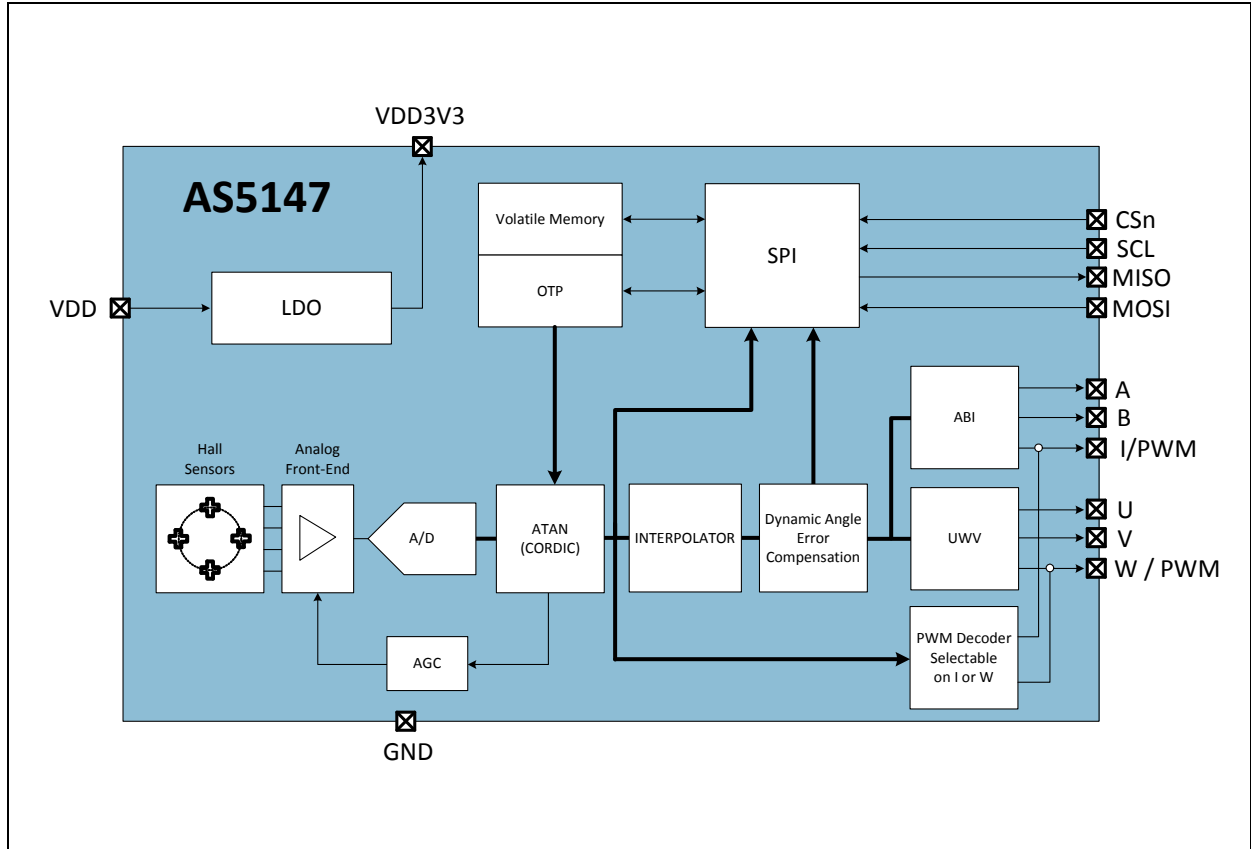 VDD3V3
AS5147
Volatile Memory
OTP
SPI
CSn
SCL
MISO
MOSI
VDD
LDO
A
B
I/PWM
ABI
Hall
Sensors
Analog
Front-End
A/D
ATAN
(CORDIC)
INTERPOLATOR
Dynamic Angle
Error
Compensation
UWV
U
V
W / PWM
AGC
PWM Decoder
Selectable
on I or W
GND